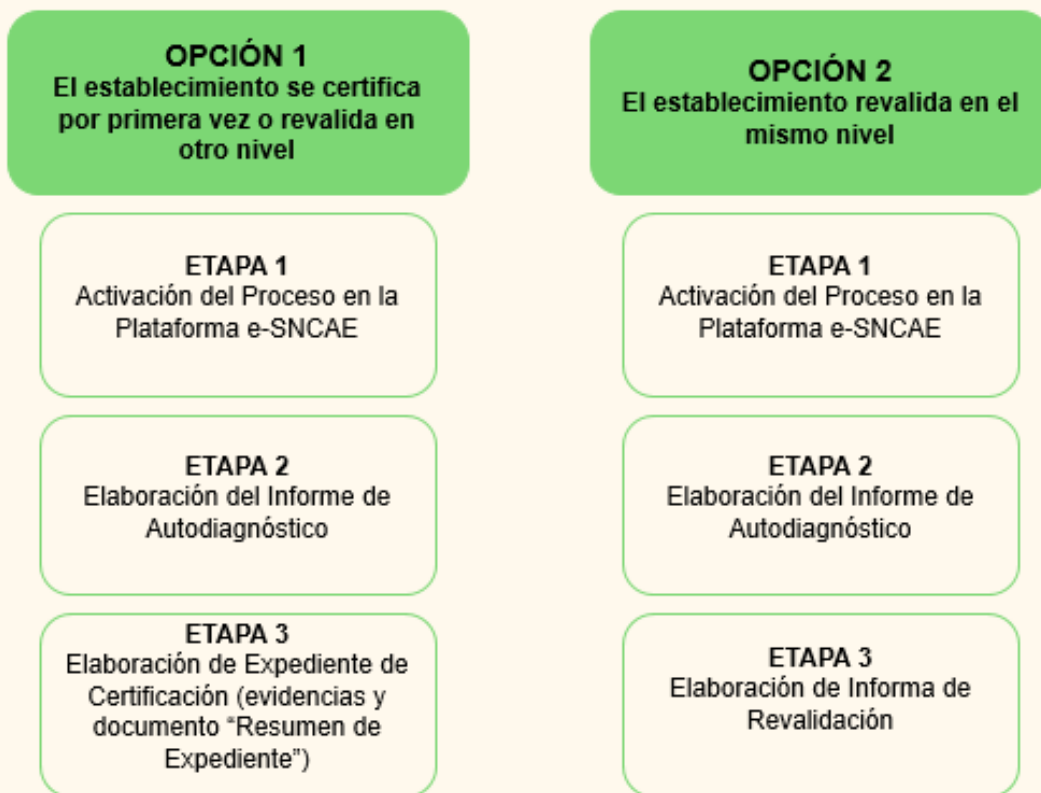 OPCIÓN 1
El establecimiento se certifica
por primera vez o revalida en
otro nivel
ETAPA 1
Activación del Proceso en la
Plataforma e-SNCAE
ETAPA 2
Elaboración del Informe de
Autodiagnóstico
ETAPA 3
Elaboración de Expediente de
Certificación (evidencias y
documento “Resumen de
Expediente”)
OPCIÓN 2
El establecimiento revalida en el
mismo nivel
ETAPA 1
Activación del Proceso en la
Plataforma e-SNCAE
ETAPA 2
Elaboración del Informe de
Autodiagnóstico
ETAPA 3
Elaboración de Informa de
Revalidación